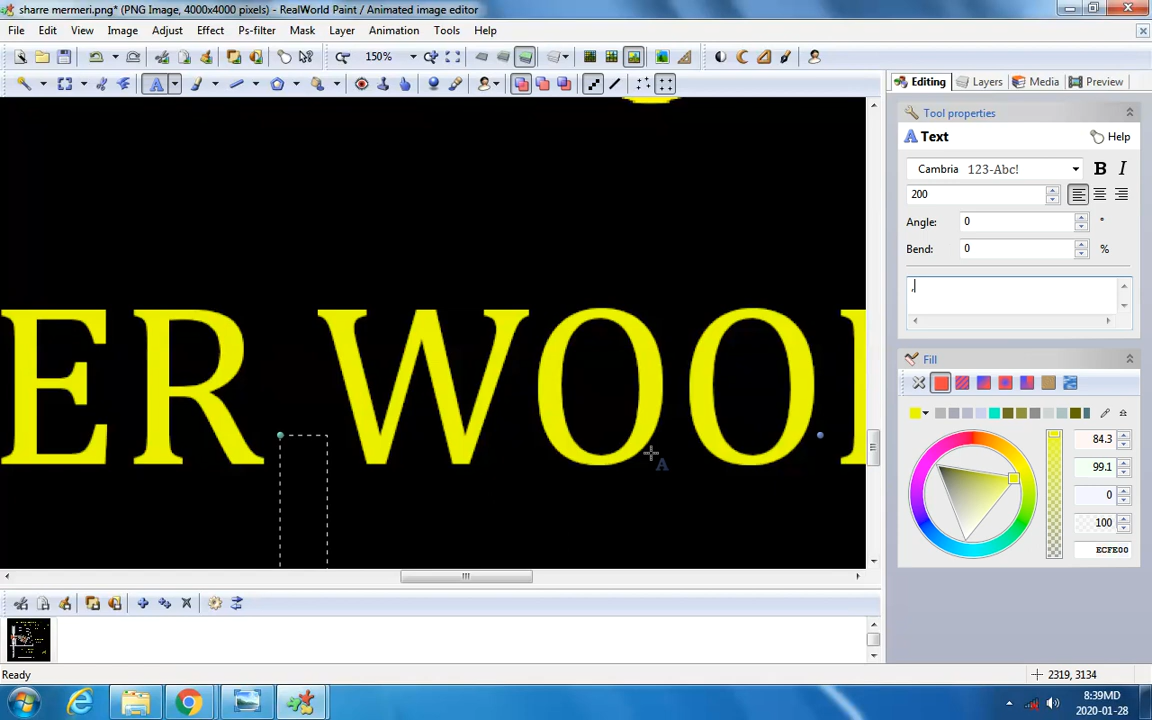 sharre mermeri.png* (PNG Image, 4000x4000 pixels) - RealWorld Paint / Animated image editor
File Edit View Image Adjust Effect Ps-filter Mask Layer Animation Tools Help
150%
Editing Layers Media Preview
Tool properties
A Text Help
Cambria 123-Abc! B I
200
Angle: 0 °
Bend: 0 %
,
ER WOO
Fill
84.3
99.1
0
100
ECFE00
Ready
2319, 3134
8:39MD
2020-01-28